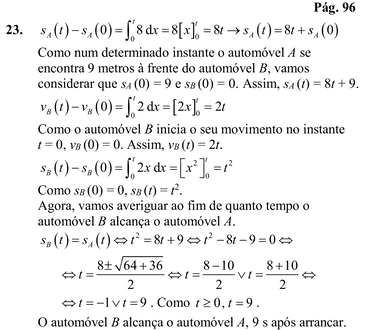 Pág. 96
23. s_A(t) − s_A(0) = ∫₀ᵗ 8 dx = 8[x]₀ᵗ = 8t → s_A(t) = 8t + s_A(0)
Como num determinado instante o automóvel A se
encontra 9 metros à frente do automóvel B, vamos
considerar que s_A (0) = 9 e s_B (0) = 0. Assim, s_A (t) = 8t + 9.
v_B(t) − v_B(0) = ∫₀ᵗ 2 dx = [2x]₀ᵗ = 2t
Como o automóvel B inicia o seu movimento no instante
t = 0, v_B (0) = 0. Assim, v_B (t) = 2t.
s_B(t) − s_B(0) = ∫₀ᵗ 2x dx = [x²]₀ᵗ = t²
Como s_B (0) = 0, s_B (t) = t².
Agora, vamos averiguar ao fim de quanto tempo o
automóvel B alcança o automóvel A.
s_B(t) = s_A(t) ⇔ t² = 8t + 9 ⇔ t² − 8t − 9 = 0 ⇔
⇔ t = (8 ± √(64 + 36))/2 ⇔ t = (8 − 10)/2 ∨ t = (8 + 10)/2 ⇔
⇔ t = −1 ∨ t = 9 . Como t ≥ 0, t = 9 .
O automóvel B alcança o automóvel A, 9 s após arrancar.